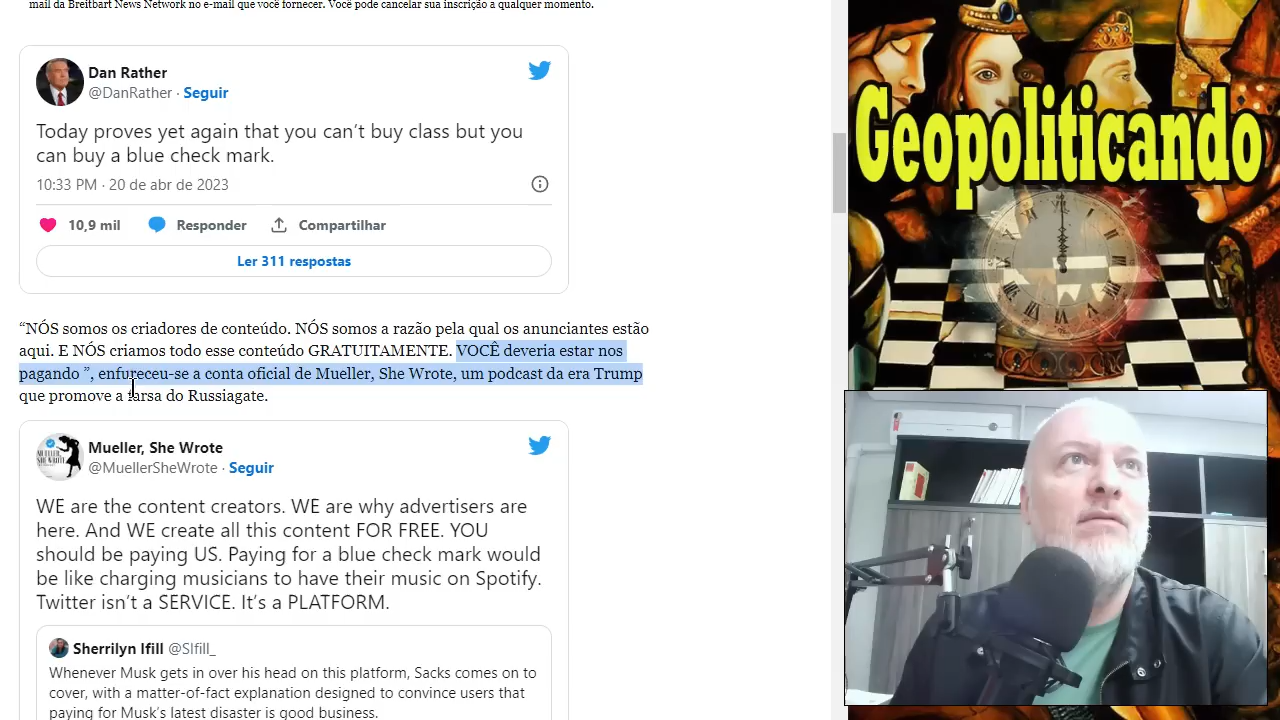 mail da Breitbart News Network no e-mail que você fornecer. Você pode cancelar sua inscrição a qualquer momento.
Dan Rather
@DanRather · Seguir
Today proves yet again that you can’t buy class but you
can buy a blue check mark.
10:33 PM · 20 de abr de 2023
10,9 mil Responder Compartilhar
Ler 311 respostas
“NÓS somos os criadores de conteúdo. NÓS somos a razão pela qual os anunciantes estão
aqui. E NÓS criamos todo esse conteúdo GRATUITAMENTE. VOCÊ deveria estar nos
pagando ”, enfureceu-se a conta oficial de Mueller, She Wrote, um podcast da era Trump
que promove a farsa do Russiagate.
Mueller, She Wrote
@MuellerSheWrote · Seguir
WE are the content creators. WE are why advertisers are
here. And WE create all this content FOR FREE. YOU
should be paying US. Paying for a blue check mark would
be like charging musicians to have their music on Spotify.
Twitter isn’t a SERVICE. It’s a PLATFORM.
Sherrilyn Ifill @SIfill_
Whenever Musk gets in over his head on this platform, Sacks comes on to
cover, with a matter-of-fact explanation designed to convince users that
paying for Musk’s latest disaster is good business.
Geopoliticando